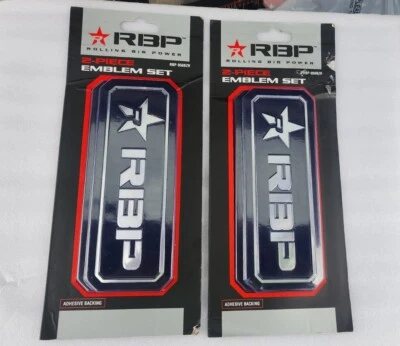 RBP
ROLLING BIG POWER
2-PIECE
EMBLEM SET
RBP
ADHESIVE BACKING
RBP
ROLLING BIG POWER
2-PIECE
EMBLEM SET
RBP
ADHESIVE BACKING